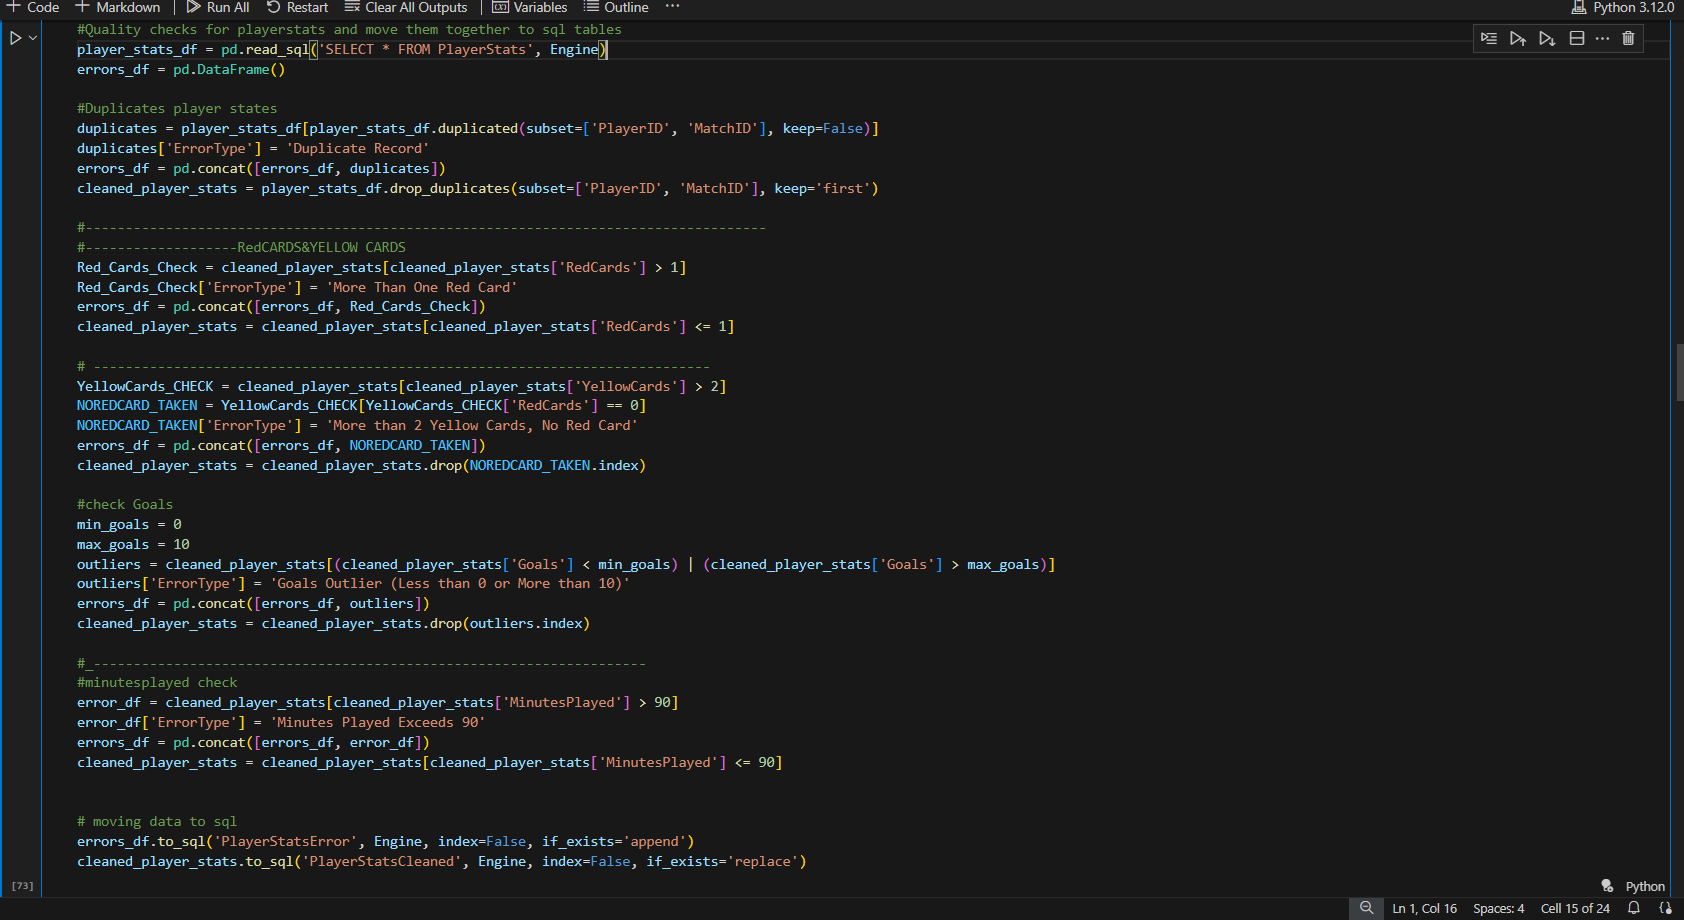 Code Markdown Run All Restart Clear All Outputs Variables Outline ... Python 3.12.0
#Quality checks for playerstats and move them together to sql tables
player_stats_df = pd.read_sql('SELECT * FROM PlayerStats', Engine)
errors_df = pd.DataFrame()
#Duplicates player states
duplicates = player_stats_df[player_stats_df.duplicated(subset=['PlayerID', 'MatchID'], keep=False)]
duplicates['ErrorType'] = 'Duplicate Record'
errors_df = pd.concat([errors_df, duplicates])
cleaned_player_stats = player_stats_df.drop_duplicates(subset=['PlayerID', 'MatchID'], keep='first')
#-------------------------------------------------------------------------------------
#-------------------RedCARDS&YELLOW CARDS
Red_Cards_Check = cleaned_player_stats[cleaned_player_stats['RedCards'] > 1]
Red_Cards_Check['ErrorType'] = 'More Than One Red Card'
errors_df = pd.concat([errors_df, Red_Cards_Check])
cleaned_player_stats = cleaned_player_stats[cleaned_player_stats['RedCards'] <= 1]
# -----------------------------------------------------------------------------
YellowCards_CHECK = cleaned_player_stats[cleaned_player_stats['YellowCards'] > 2]
NOREDCARD_TAKEN = YellowCards_CHECK[YellowCards_CHECK['RedCards'] == 0]
NOREDCARD_TAKEN['ErrorType'] = 'More than 2 Yellow Cards, No Red Card'
errors_df = pd.concat([errors_df, NOREDCARD_TAKEN])
cleaned_player_stats = cleaned_player_stats.drop(NOREDCARD_TAKEN.index)
#check Goals
min_goals = 0
max_goals = 10
outliers = cleaned_player_stats[(cleaned_player_stats['Goals'] < min_goals) | (cleaned_player_stats['Goals'] > max_goals)]
outliers['ErrorType'] = 'Goals Outlier (Less than 0 or More than 10)'
errors_df = pd.concat([errors_df, outliers])
cleaned_player_stats = cleaned_player_stats.drop(outliers.index)
#_---------------------------------------------------------------------
#minutesplayed check
error_df = cleaned_player_stats[cleaned_player_stats['MinutesPlayed'] > 90]
error_df['ErrorType'] = 'Minutes Played Exceeds 90'
errors_df = pd.concat([errors_df, error_df])
cleaned_player_stats = cleaned_player_stats[cleaned_player_stats['MinutesPlayed'] <= 90]
# moving data to sql
errors_df.to_sql('PlayerStatsError', Engine, index=False, if_exists='append')
cleaned_player_stats.to_sql('PlayerStatsCleaned', Engine, index=False, if_exists='replace')
[73] Python
Ln 1, Col 16 Spaces: 4 Cell 15 of 24